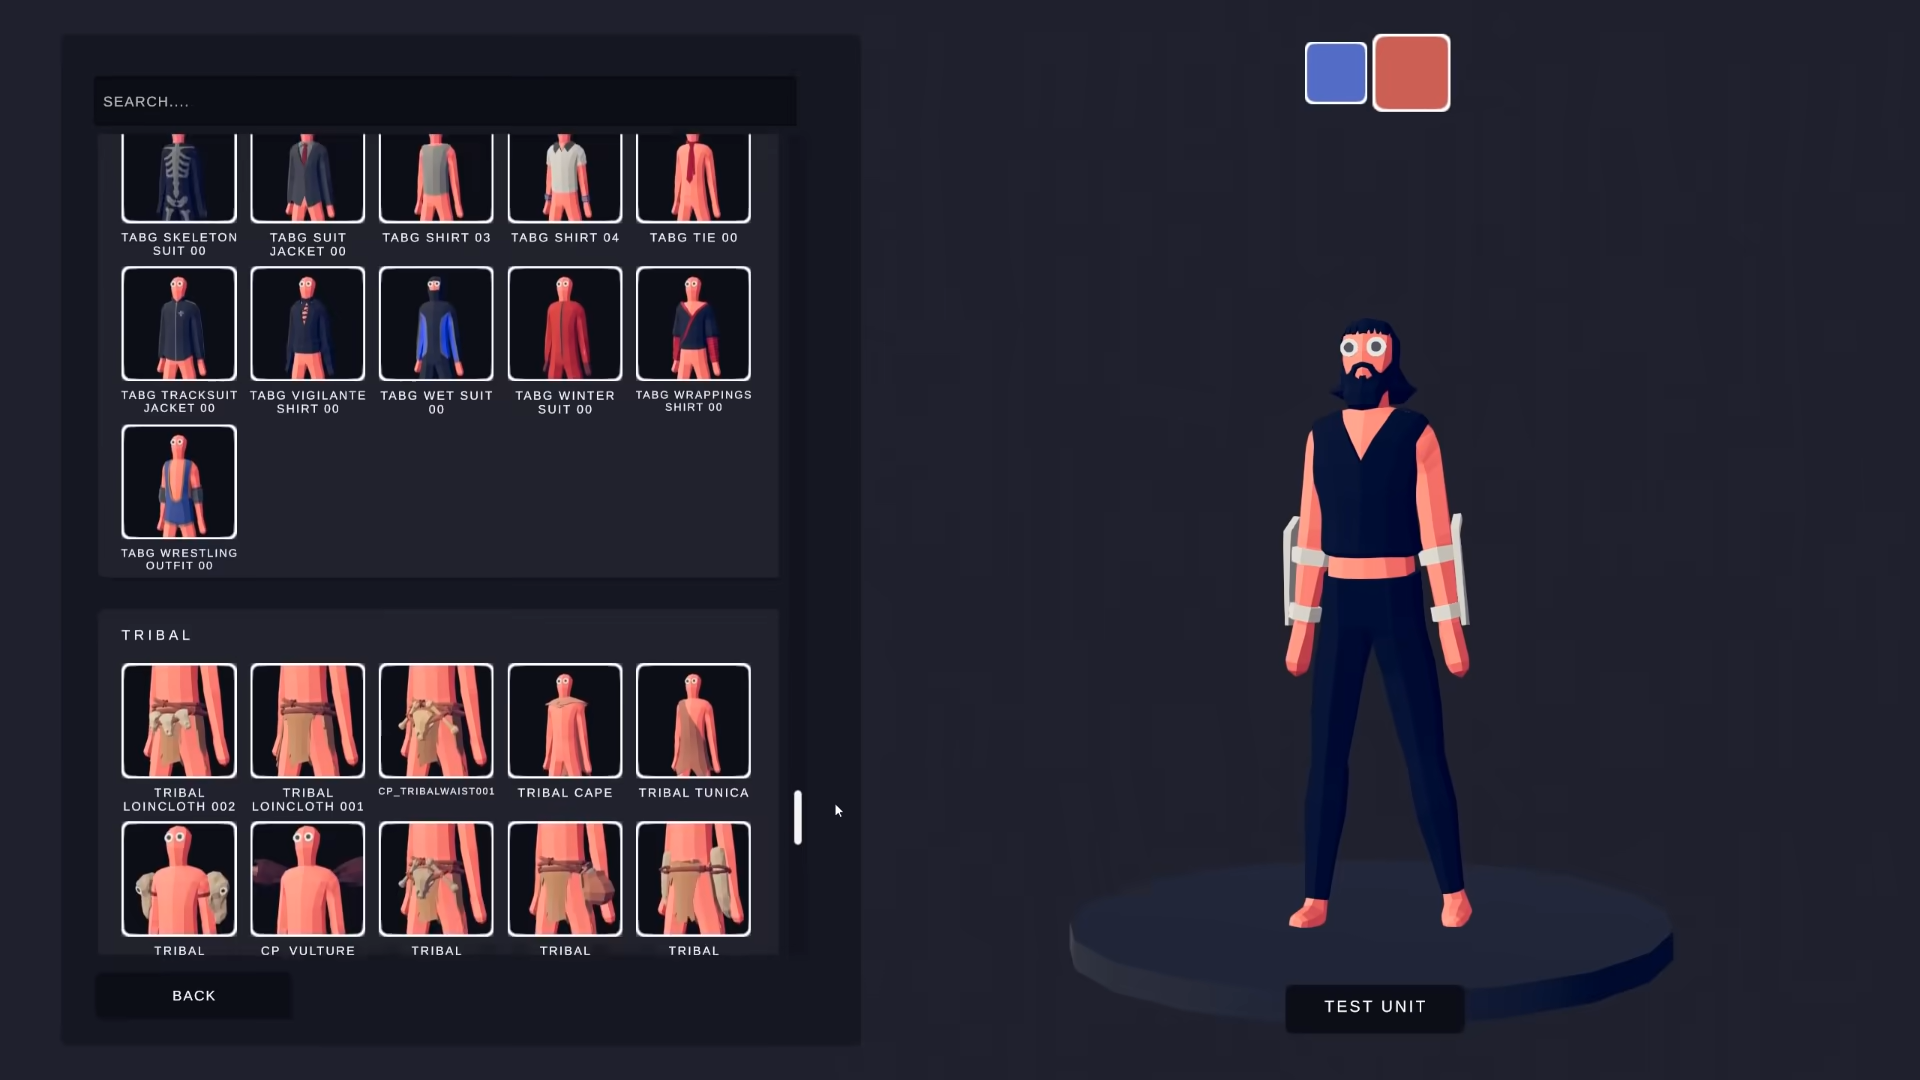 SEARCH....
TABG SKELETON SUIT 00
TABG SUIT JACKET 00
TABG SHIRT 03
TABG SHIRT 04
TABG TIE 00
TABG TRACKSUIT JACKET 00
TABG VIGILANTE SHIRT 00
TABG WET SUIT 00
TABG WINTER SUIT 00
TABG WRAPPINGS SHIRT 00
TABG WRESTLING OUTFIT 00
TRIBAL
TRIBAL LOINCLOTH 002
TRIBAL LOINCLOTH 001
CP_TRIBALWAIST001
TRIBAL CAPE
TRIBAL TUNICA
TRIBAL
CP VULTURE
TRIBAL
TRIBAL
TRIBAL
BACK
TEST UNIT